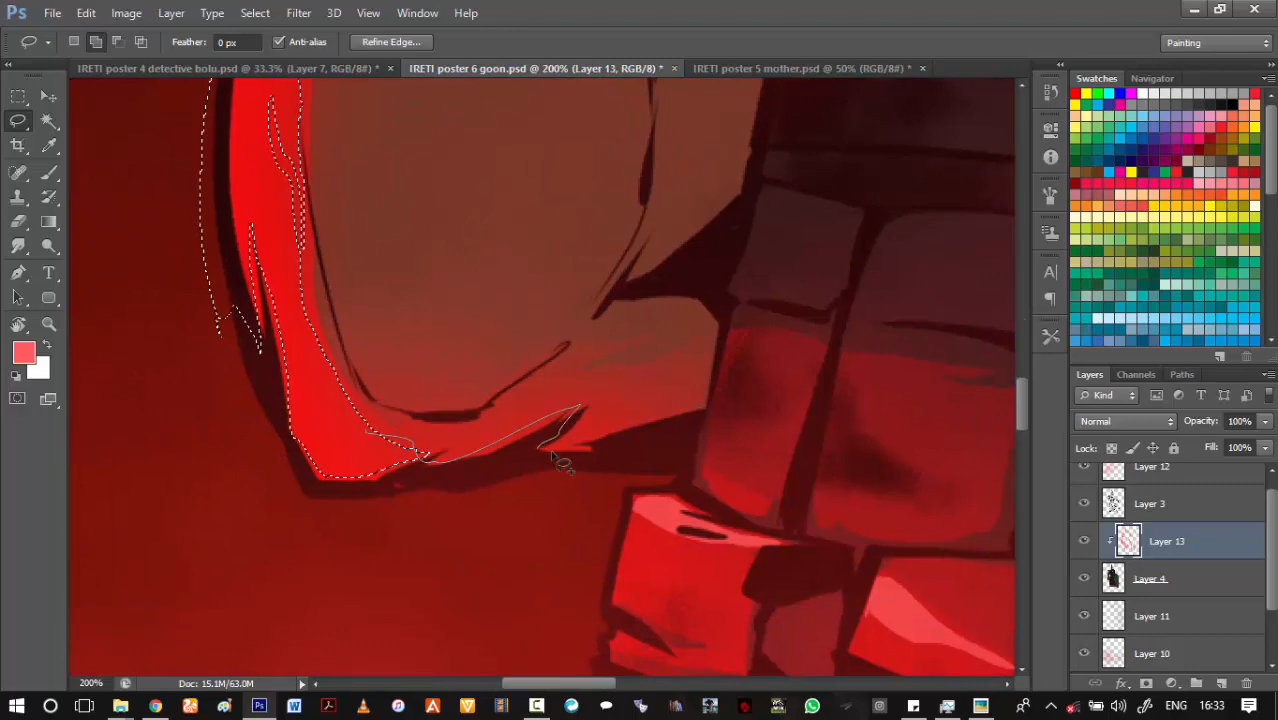 Ps File Edit Image Layer Type Select Filter 3D View Window Help
Feather: 0 px Anti-alias Refine Edge... Painting
IRETI poster 4 detective bolu.psd @ 33.3% (Layer 7, RGB/8#) * × IRETI poster 6 goon.psd @ 200% (Layer 13, RGB/8) * × IRETI poster 5 mother.psd @ 50% (RGB/8#) * ×
Swatches Navigator
Layers Channels Paths
Kind
Normal Opacity: 100%
Lock: Fill: 100%
Layer 12
Layer 3
Layer 13
Layer 4
Layer 11
Layer 10
200% Doc: 15.1M/63.0M
ENG 16:33